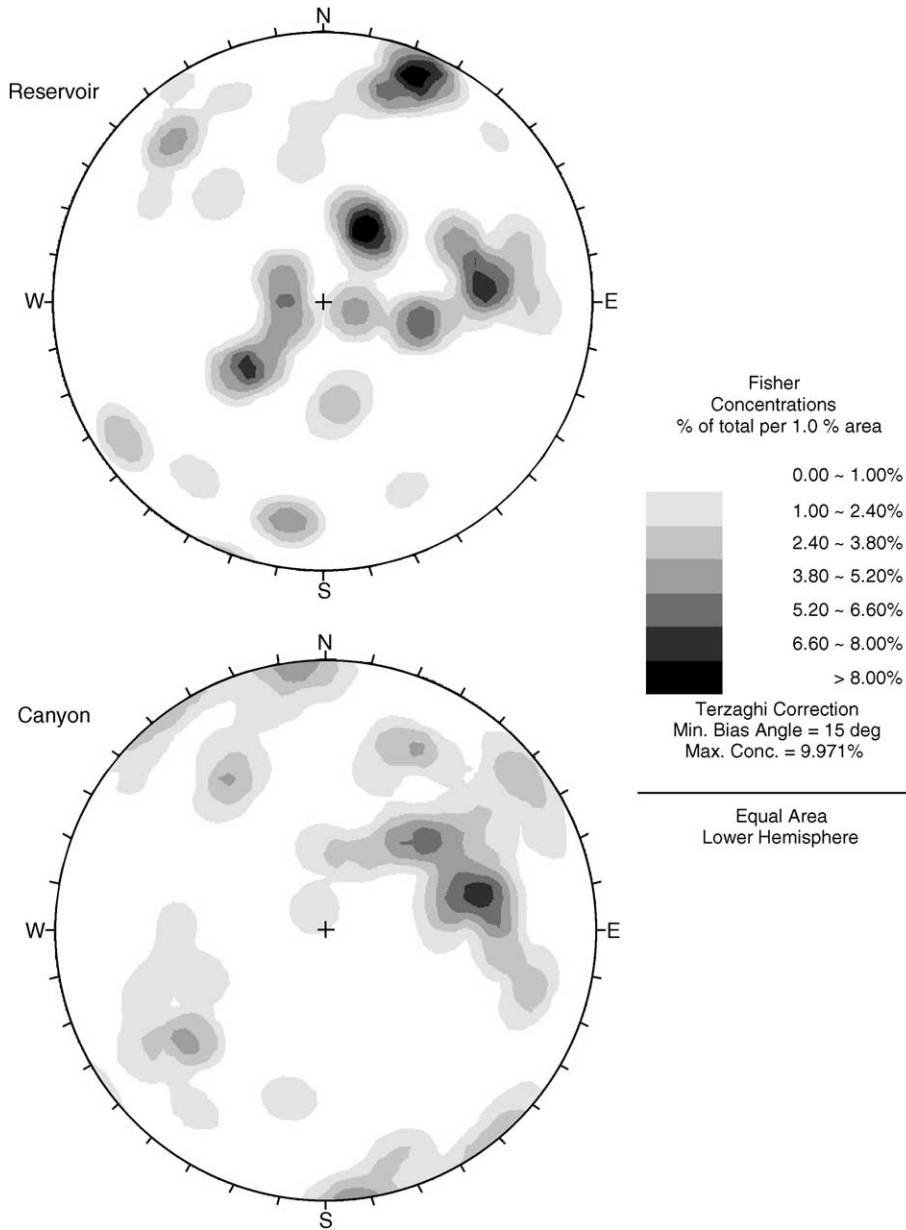 N
Reservoir
W
E
S
Fisher
Concentrations
% of total per 1.0 % area
0.00 ~ 1.00%
1.00 ~ 2.40%
2.40 ~ 3.80%
3.80 ~ 5.20%
5.20 ~ 6.60%
6.60 ~ 8.00%
> 8.00%
Terzaghi Correction
Min. Bias Angle = 15 deg
Max. Conc. = 9.971%
Equal Area
Lower Hemisphere
N
Canyon
W
E
S